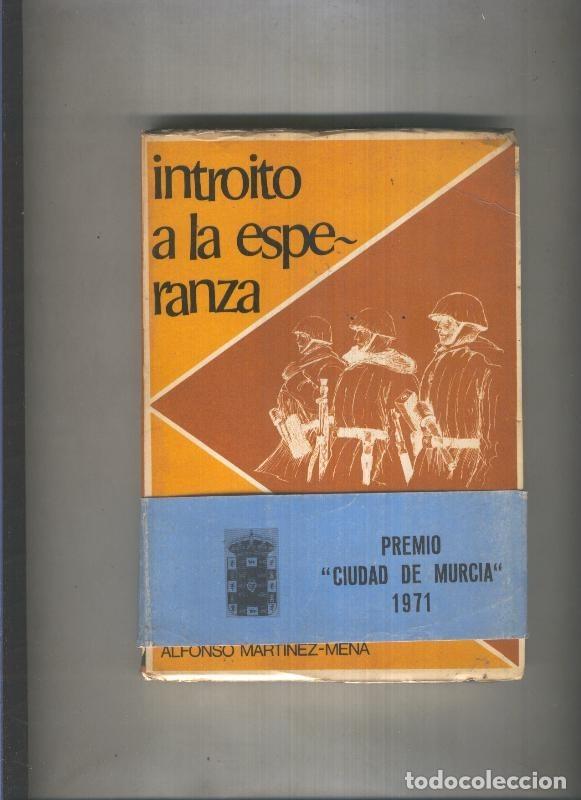 introito
a la espe~
ranza
PREMIO
"CIUDAD DE MURCIA"
1971
ALFONSO MARTINEZ-MENA
todocoleccion